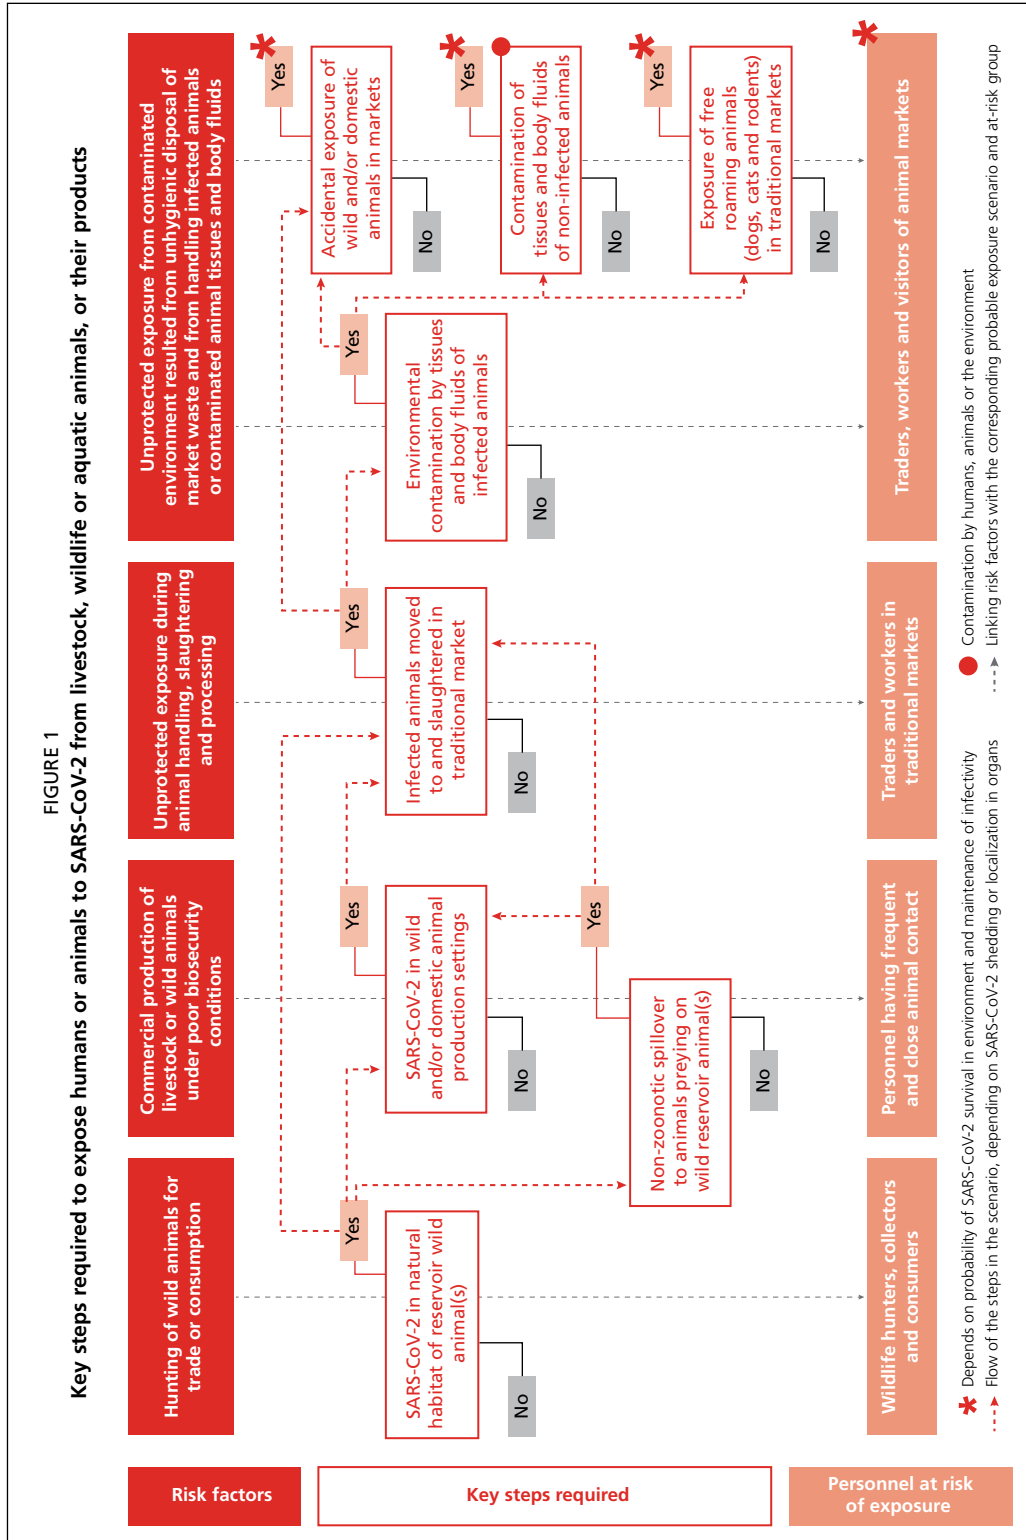 FIGURE 1
Key steps required to expose humans or animals to SARS-CoV-2 from livestock, wildlife or aquatic animals, or their products
Risk factors
Hunting of wild animals for
trade or consumption
Commercial production of
livestock or wild animals
under poor biosecurity
conditions
Unprotected exposure during
animal handling, slaughtering
and processing
Unprotected exposure from contaminated
environment resulted from unhygienic disposal of
market waste and from handling infected animals
or contaminated animal tissues and body fluids
Key steps required
SARS-CoV-2 in natural
habitat of reservoir wild
animal(s)
Yes
No
SARS-CoV-2 in wild
and/or domestic animal
production settings
Yes
No
Non-zoonotic spillover
to animals preying on
wild reservoir animal(s)
Yes
No
Infected animals moved
to and slaughtered in
traditional market
Yes
No
Environmental
contamination by tissues
and body fluids of
infected animals
Yes
No
Accidental exposure of
wild and/or domestic
animals in markets
Yes
*
No
Contamination of
tissues and body fluids
of non-infected animals
Yes
*
No
Exposure of free
roaming animals
(dogs, cats and rodents)
in traditional markets
Yes
*
No
Personnel at risk
of exposure
Wildlife hunters, collectors
and consumers
Personnel having frequent
and close animal contact
Traders and workers in
traditional markets
Traders, workers and visitors of animal markets
*
* Depends on probability of SARS-CoV-2 survival in environment and maintenance of infectivity
Flow of the steps in the scenario, depending on SARS-CoV-2 shedding or localization in organs
Contamination by humans, animals or the environment
Linking risk factors with the corresponding probable exposure scenario and at-risk group